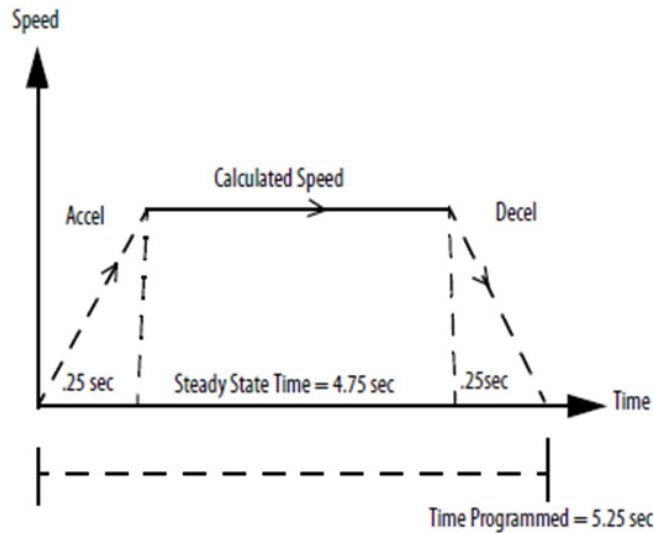 Speed
Calculated Speed
Accel
Decel
.25 sec
Steady State Time = 4.75 sec
.25sec
Time
Time Programmed = 5.25 sec